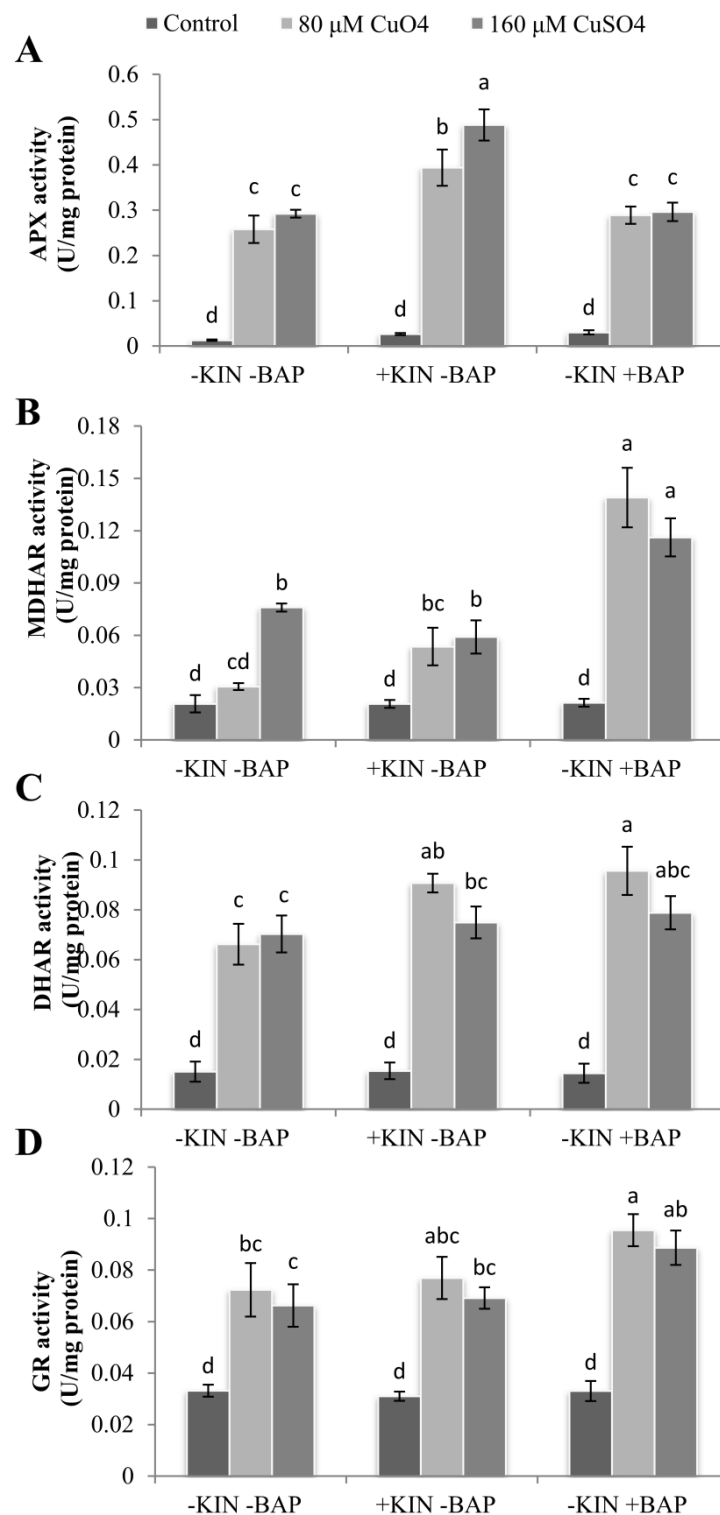 Control 80 μM CuO4 160 μM CuSO4
A
APX activity
(U/mg protein)
0.6
0.5
0.4
0.3
0.2
0.1
0
d c c d b a d c c
-KIN -BAP +KIN -BAP -KIN +BAP
B
MDHAR activity
(U/mg protein)
0.18
0.15
0.12
0.09
0.06
0.03
0
d cd b d bc b d a a
-KIN -BAP +KIN -BAP -KIN +BAP
C
DHAR activity
(U/mg protein)
0.12
0.1
0.08
0.06
0.04
0.02
0
d c c d ab bc d a abc
-KIN -BAP +KIN -BAP -KIN +BAP
D
GR activity
(U/mg protein)
0.12
0.1
0.08
0.06
0.04
0.02
0
d bc c d abc bc d a ab
-KIN -BAP +KIN -BAP -KIN +BAP